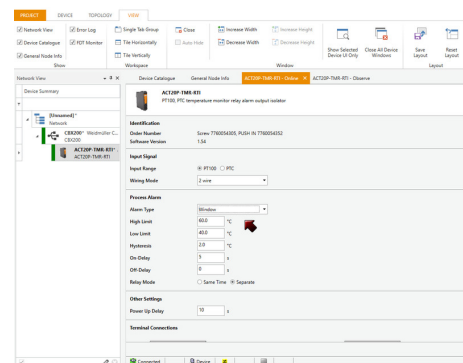 PROJECT DEVICE TOPOLOGY VIEW
Network View Error Log Single Tab Group Close Increase Width Increase Height
Device Catalogue FDT Monitor Tile Horizontally Auto Hide Decrease Width Decrease Height
General Node Info Tile Vertically
Show Selected Device UI Only Close All Device Windows Save Layout Reset Layout
Show Workspace Window Layout
Network View
Device Catalogue General Node Info ACT20P-TMR-RTI - Online ACT20P-TMR-RTI - Observe
Device Summary
[Unnamed]*
Network
CBX200* Weidmüller C...
CBX200
ACT20P-TMR-RTI* .
ACT20P-TMR-RTI
ACT20P-TMR-RTI
PT100, PTC temperature monitor relay alarm output isolator
Identification
Order Number Screw 7760054305, PUSH IN 7760054352
Software Version 1.54
Input Signal
Input Range PT100 PTC
Wiring Mode 2 wire
Process Alarm
Alarm Type Window
High Limit 60.0 °C
Low Limit 40.0 °C
Hysteresis 2.0 °C
On-Delay 5 s
Off-Delay 0 s
Relay Mode Same Time Separate
Other Settings
Power Up Delay 10 s
Terminal Connections
Connected Device